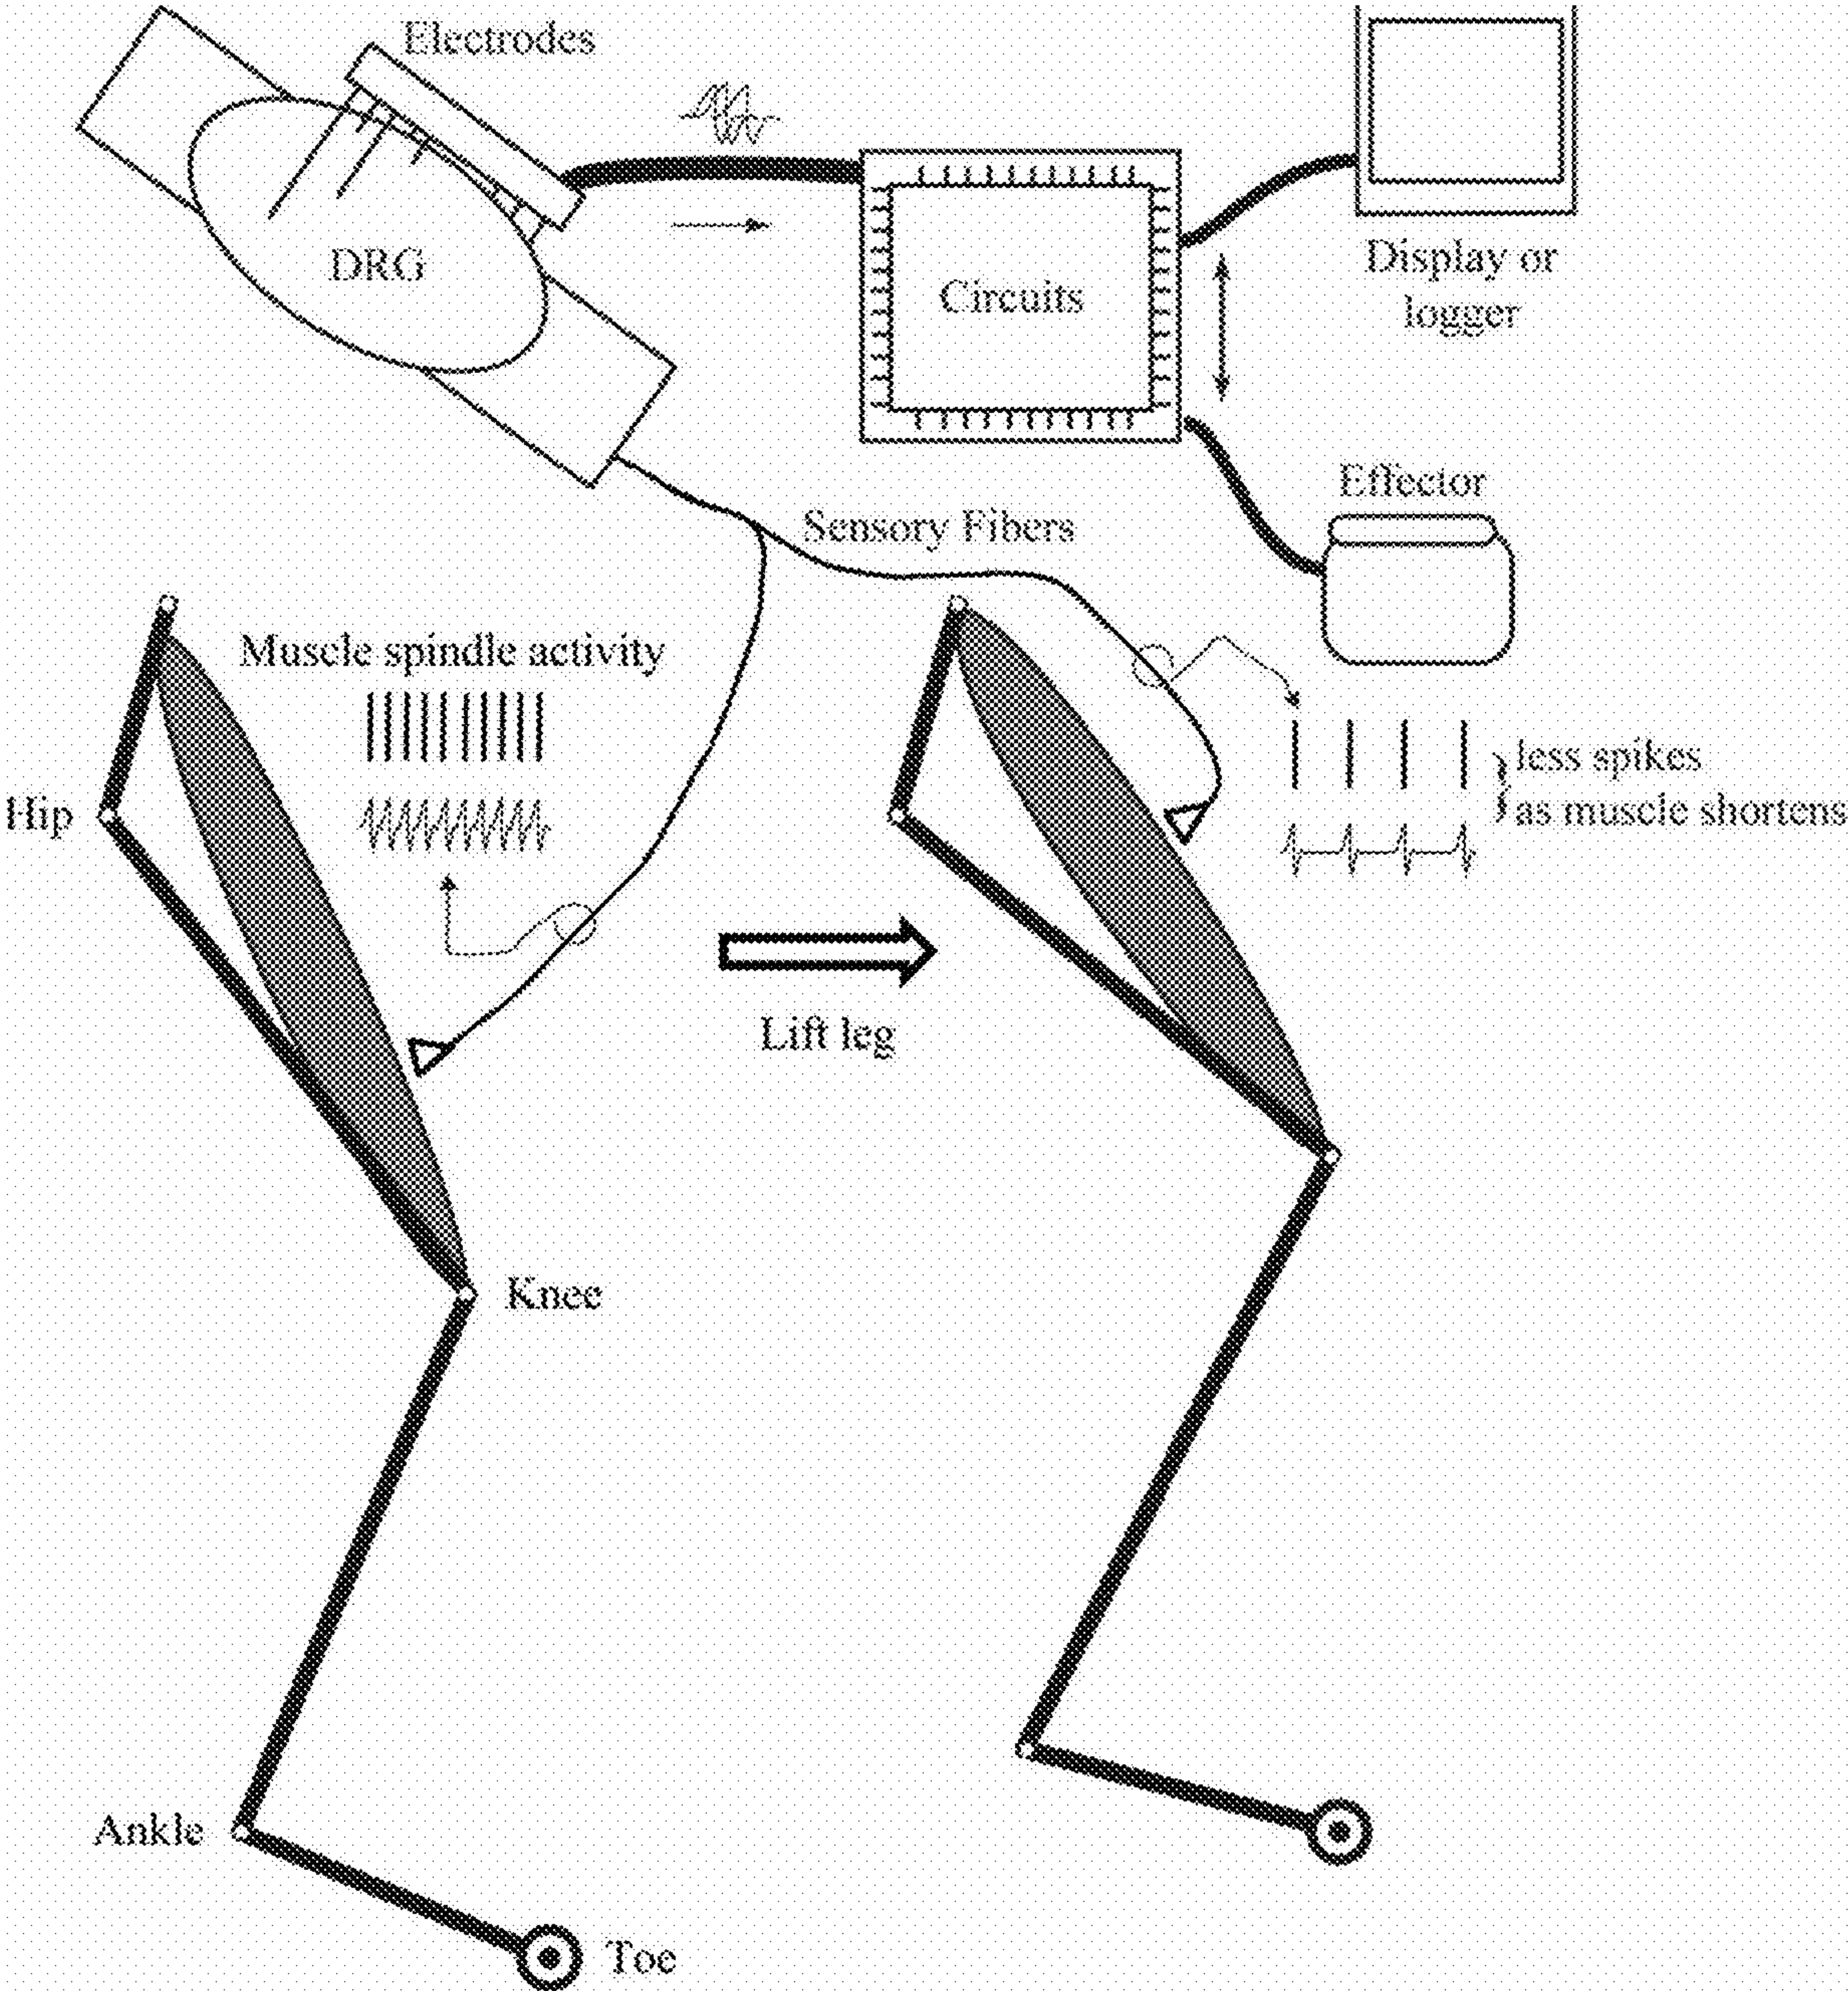 Electrodes
DRG
Circuits
Display or
logger
Effector
Sensory Fibers
Muscle spindle activity
less spikes
as muscle shortens
Hip
Lift leg
Knee
Ankle
Toe